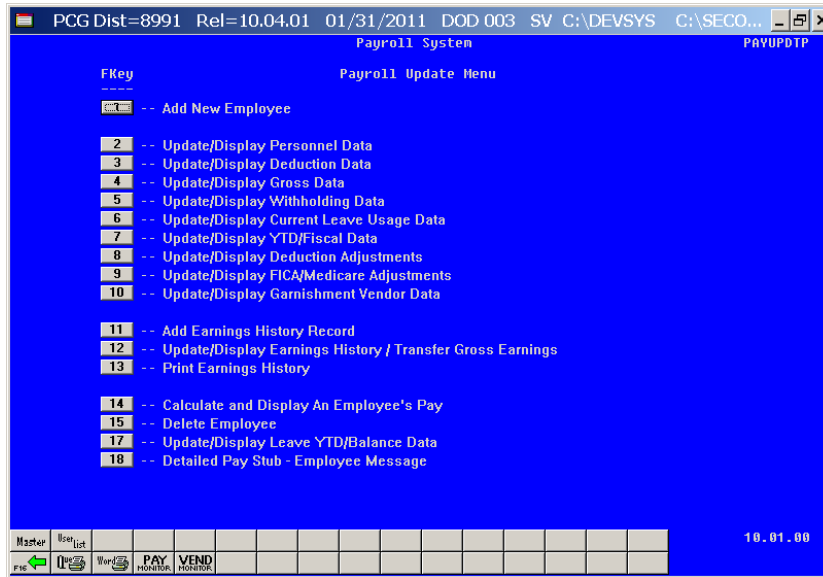 PCG Dist=8991 Rel=10.04.01 01/31/2011 DOD 003 SV C:\DEVSYS C:\SECO...
Payroll System PAYUPDTP
FKey Payroll Update Menu
----
1 -- Add New Employee
2 -- Update/Display Personnel Data
3 -- Update/Display Deduction Data
4 -- Update/Display Gross Data
5 -- Update/Display Withholding Data
6 -- Update/Display Current Leave Usage Data
7 -- Update/Display YTD/Fiscal Data
8 -- Update/Display Deduction Adjustments
9 -- Update/Display FICA/Medicare Adjustments
10 -- Update/Display Garnishment Vendor Data
11 -- Add Earnings History Record
12 -- Update/Display Earnings History / Transfer Gross Earnings
13 -- Print Earnings History
14 -- Calculate and Display An Employee's Pay
15 -- Delete Employee
17 -- Update/Display Leave YTD/Balance Data
18 -- Detailed Pay Stub - Employee Message
Master User list 10.01.00
F16 Que Word PAY MONITOR VEND MONITOR